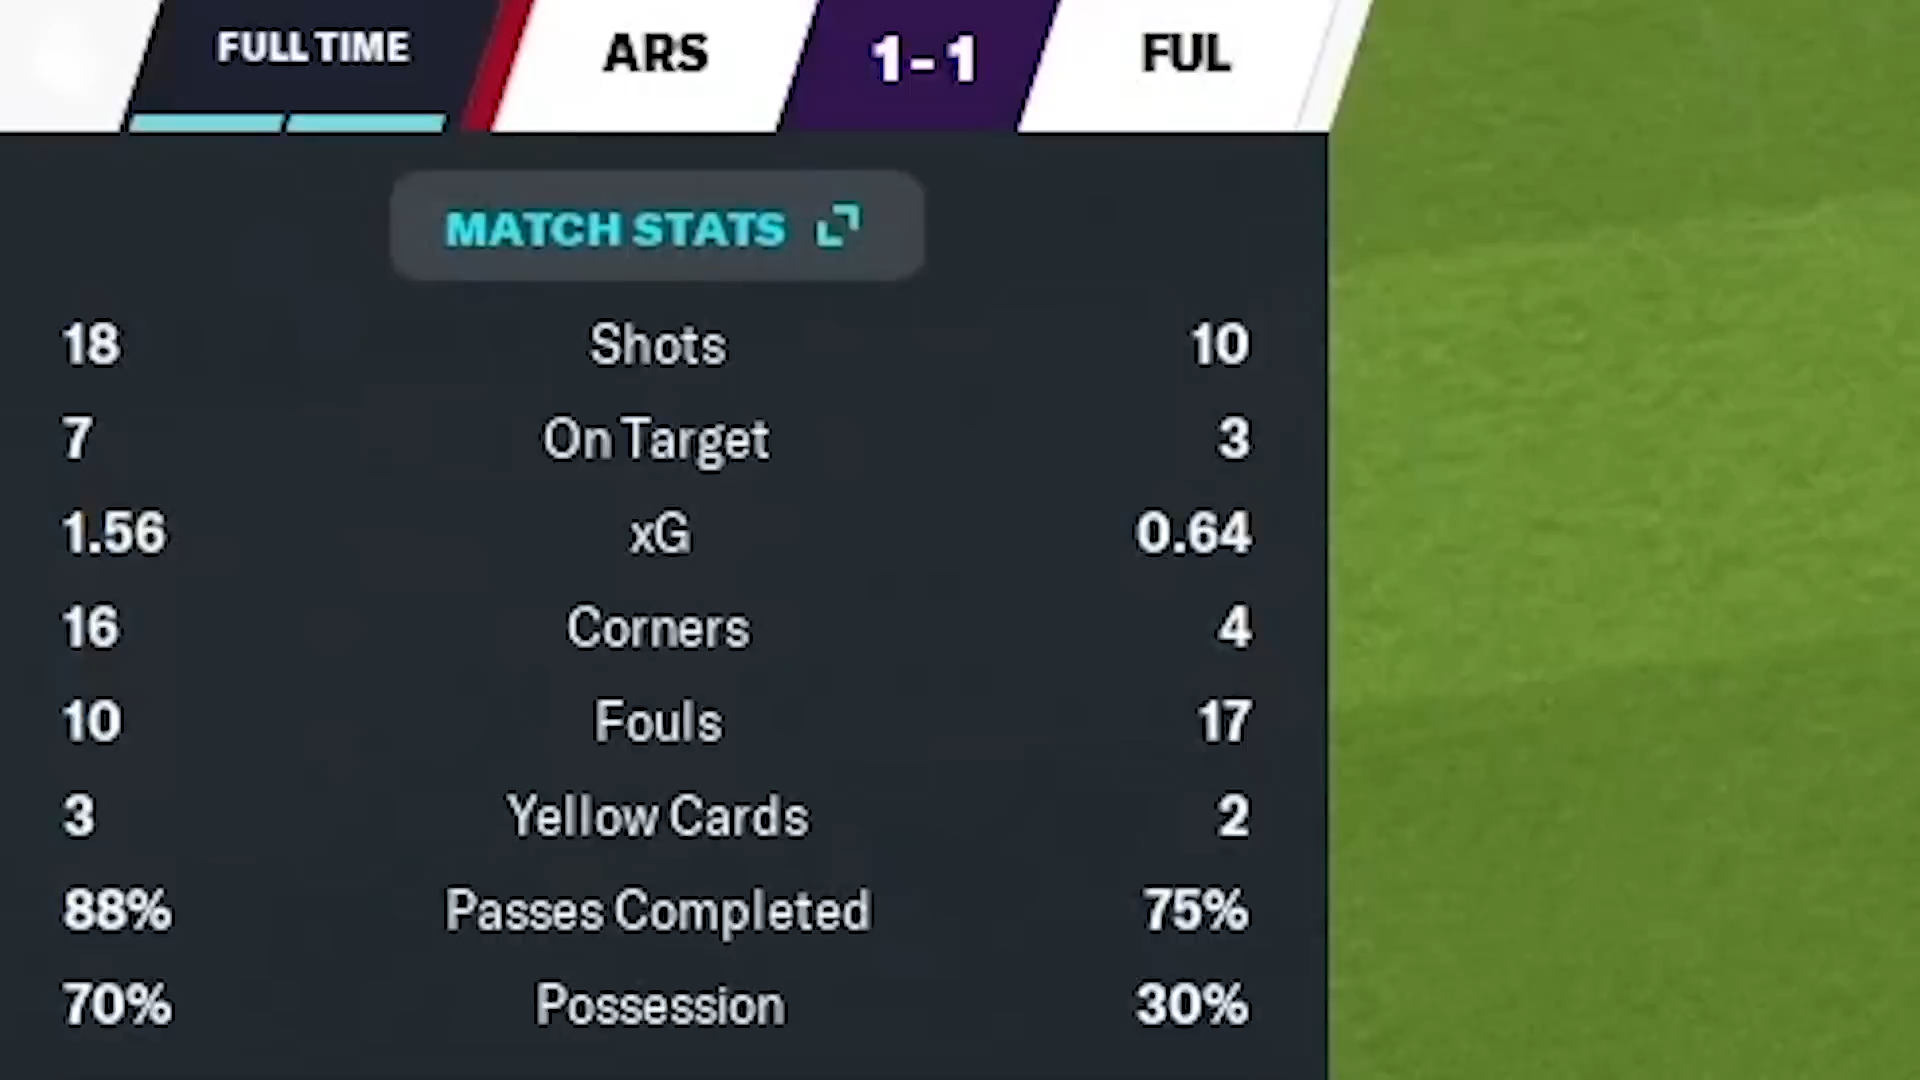 FULL TIME ARS 1-1 FUL
MATCH STATS
18 Shots 10
7 On Target 3
1.56 xG 0.64
16 Corners 4
10 Fouls 17
3 Yellow Cards 2
88% Passes Completed 75%
70% Possession 30%